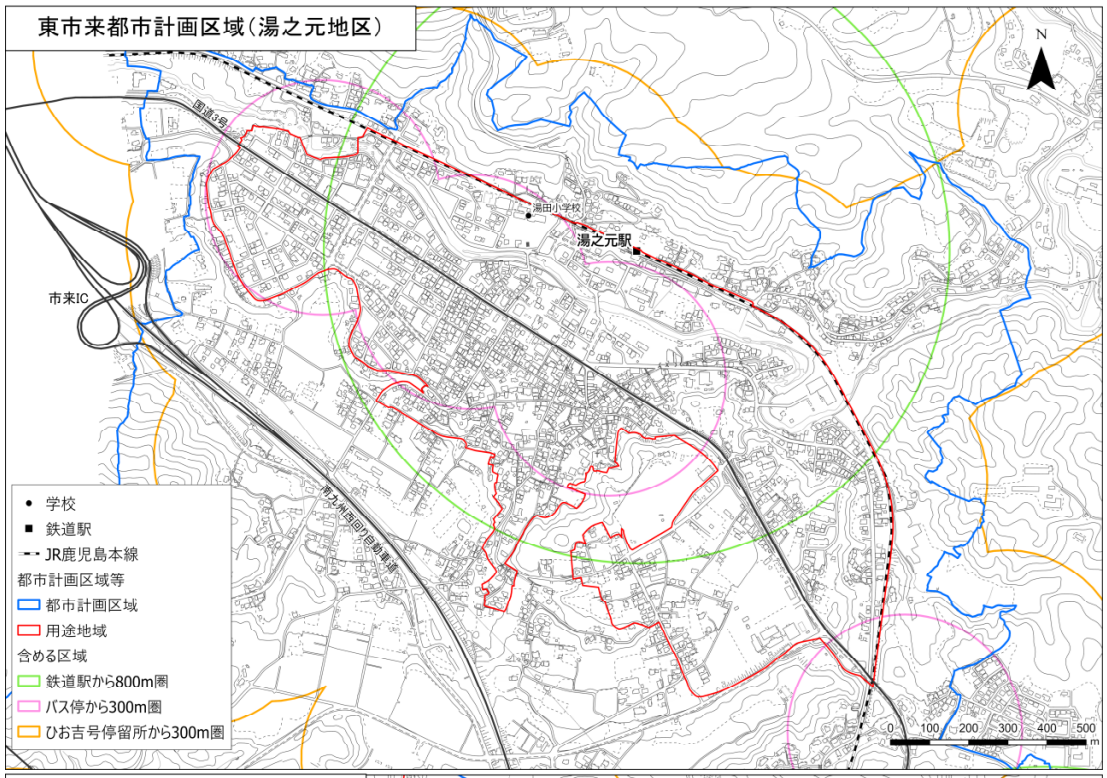 東市来都市計画区域(湯之元地区)
N
国道3号
湯田小学校
湯之元駅
市来IC
南九州西回り自動車道
学校
鉄道駅
JR鹿児島本線
都市計画区域等
都市計画区域
用途地域
含める区域
鉄道駅から800m圏
バス停から300m圏
ひお吉号停留所から300m圏
0 100 200 300 400 500
m